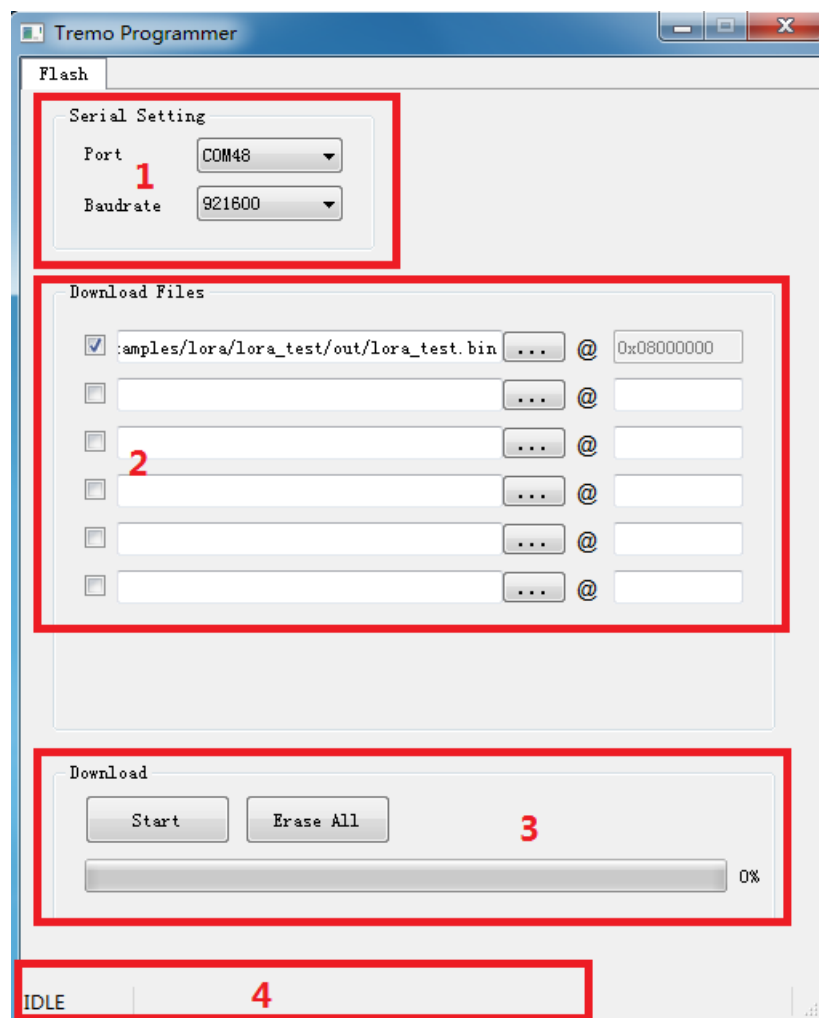 Tremo Programmer
Flash
Serial Setting
Port COM48
1
Baudrate 921600
Download Files
:amples/lora/lora_test/out/lora_test.bin ... @ 0x08000000
... @
... @
2
... @
... @
... @
Download
Start Erase All
3
0%
IDLE
4